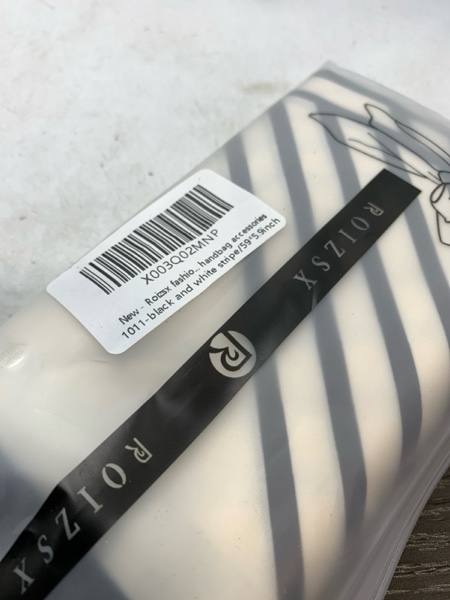 X003Q02MNP
New - Roizsx fashio... handbag accessories
1011-black and white stripe/59*5.9inch
ROIZSX
R
ROIZSX